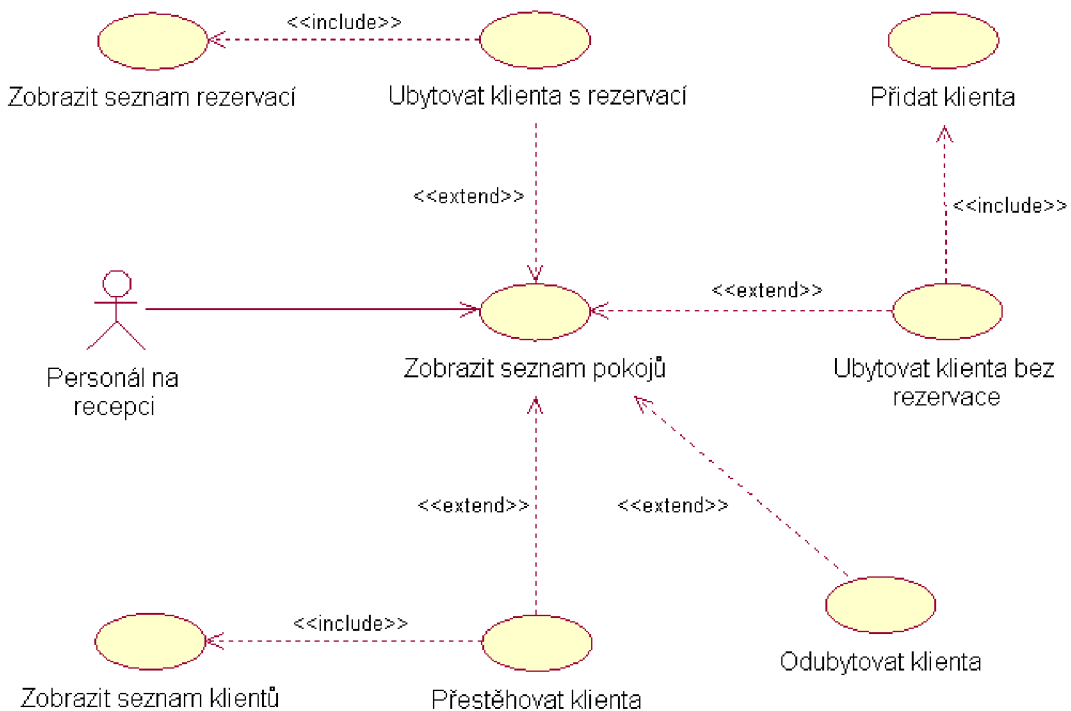 <<include>>
Zobrazit seznam rezervací
Ubytovat klienta s rezervací
Přidat klienta
<<extend>>
<<include>>
<<extend>>
Personál na
recepci
Zobrazit seznam pokojů
Ubytovat klienta bez
rezervace
<<extend>>
<<extend>>
<<include>>
Odubytovat klienta
Zobrazit seznam klientů
Přestěhovat klienta